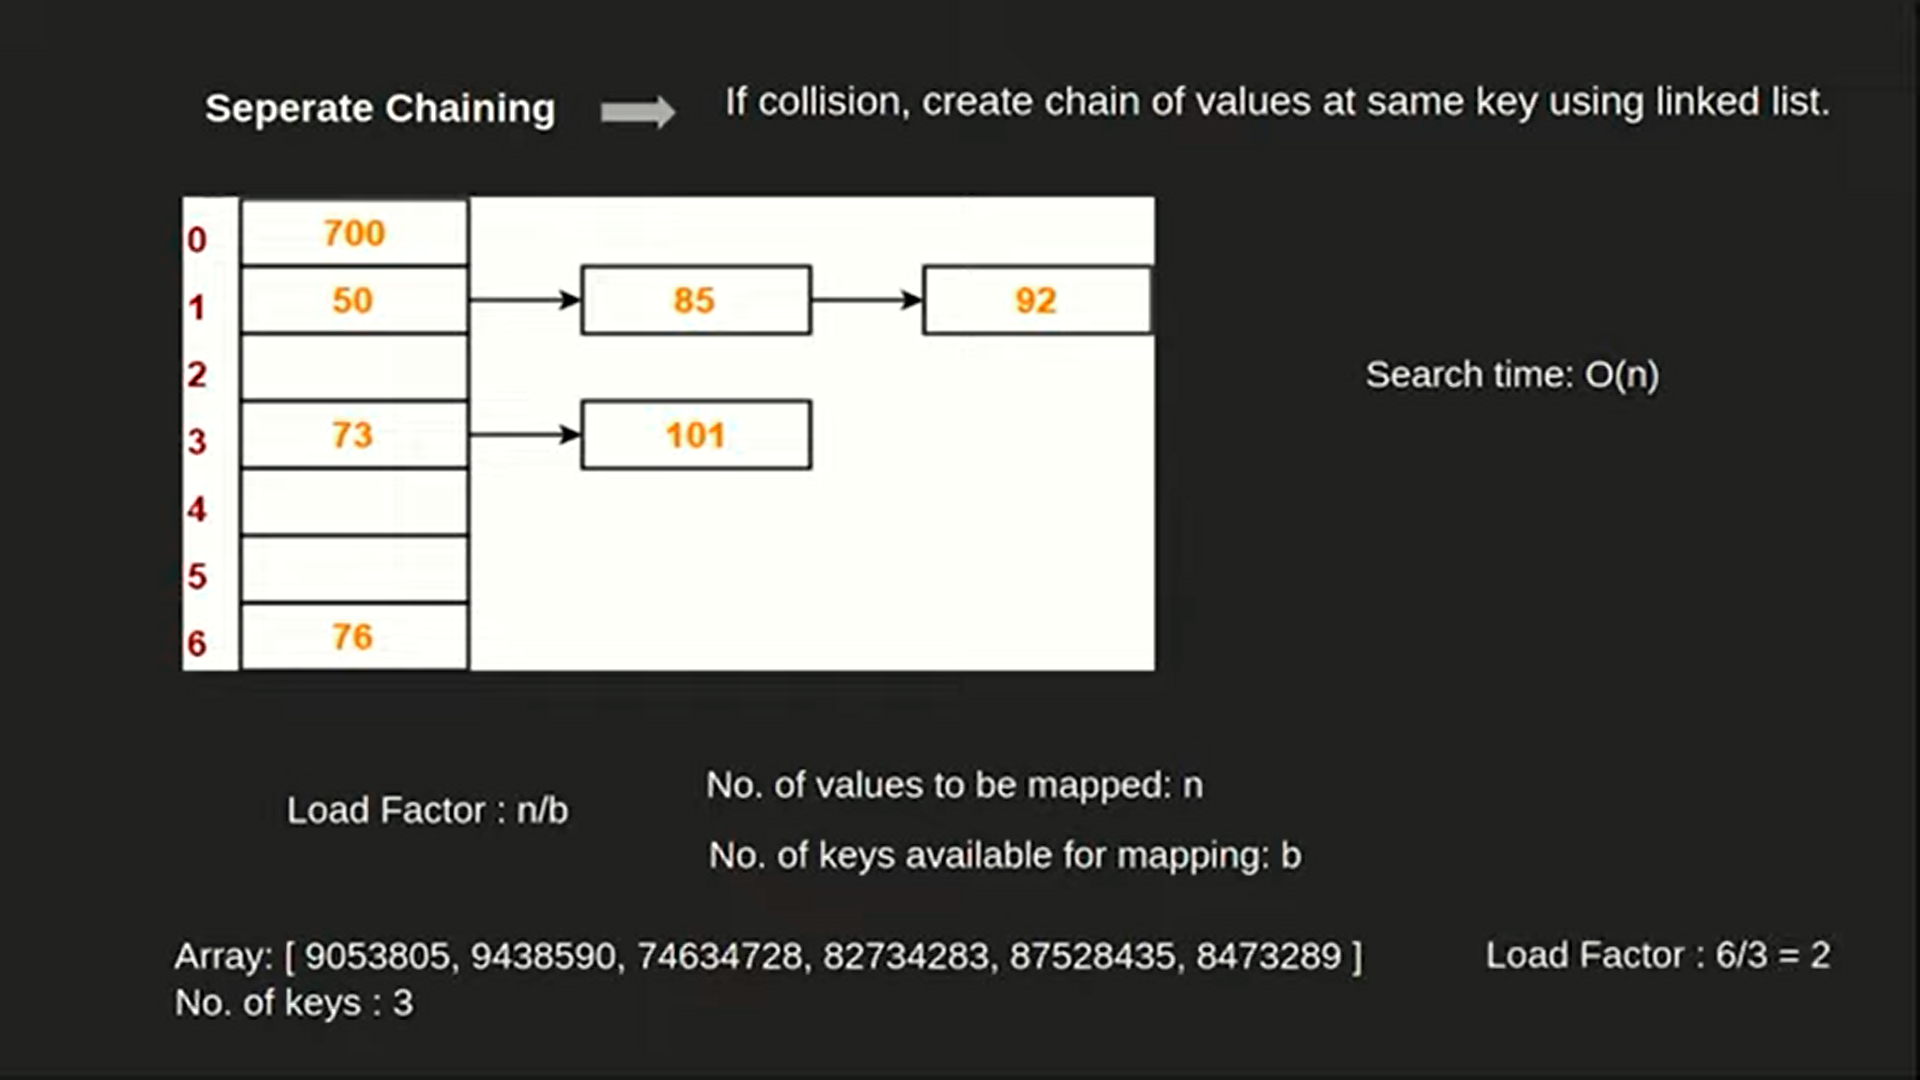 Seperate Chaining
If collision, create chain of values at same key using linked list.
0 700
1 50 85 92
2
3 73 101
4
5
6 76
Search time: O(n)
Load Factor : n/b
No. of values to be mapped: n
No. of keys available for mapping: b
Array: [ 9053805, 9438590, 74634728, 82734283, 87528435, 8473289 ]
No. of keys : 3
Load Factor : 6/3 = 2